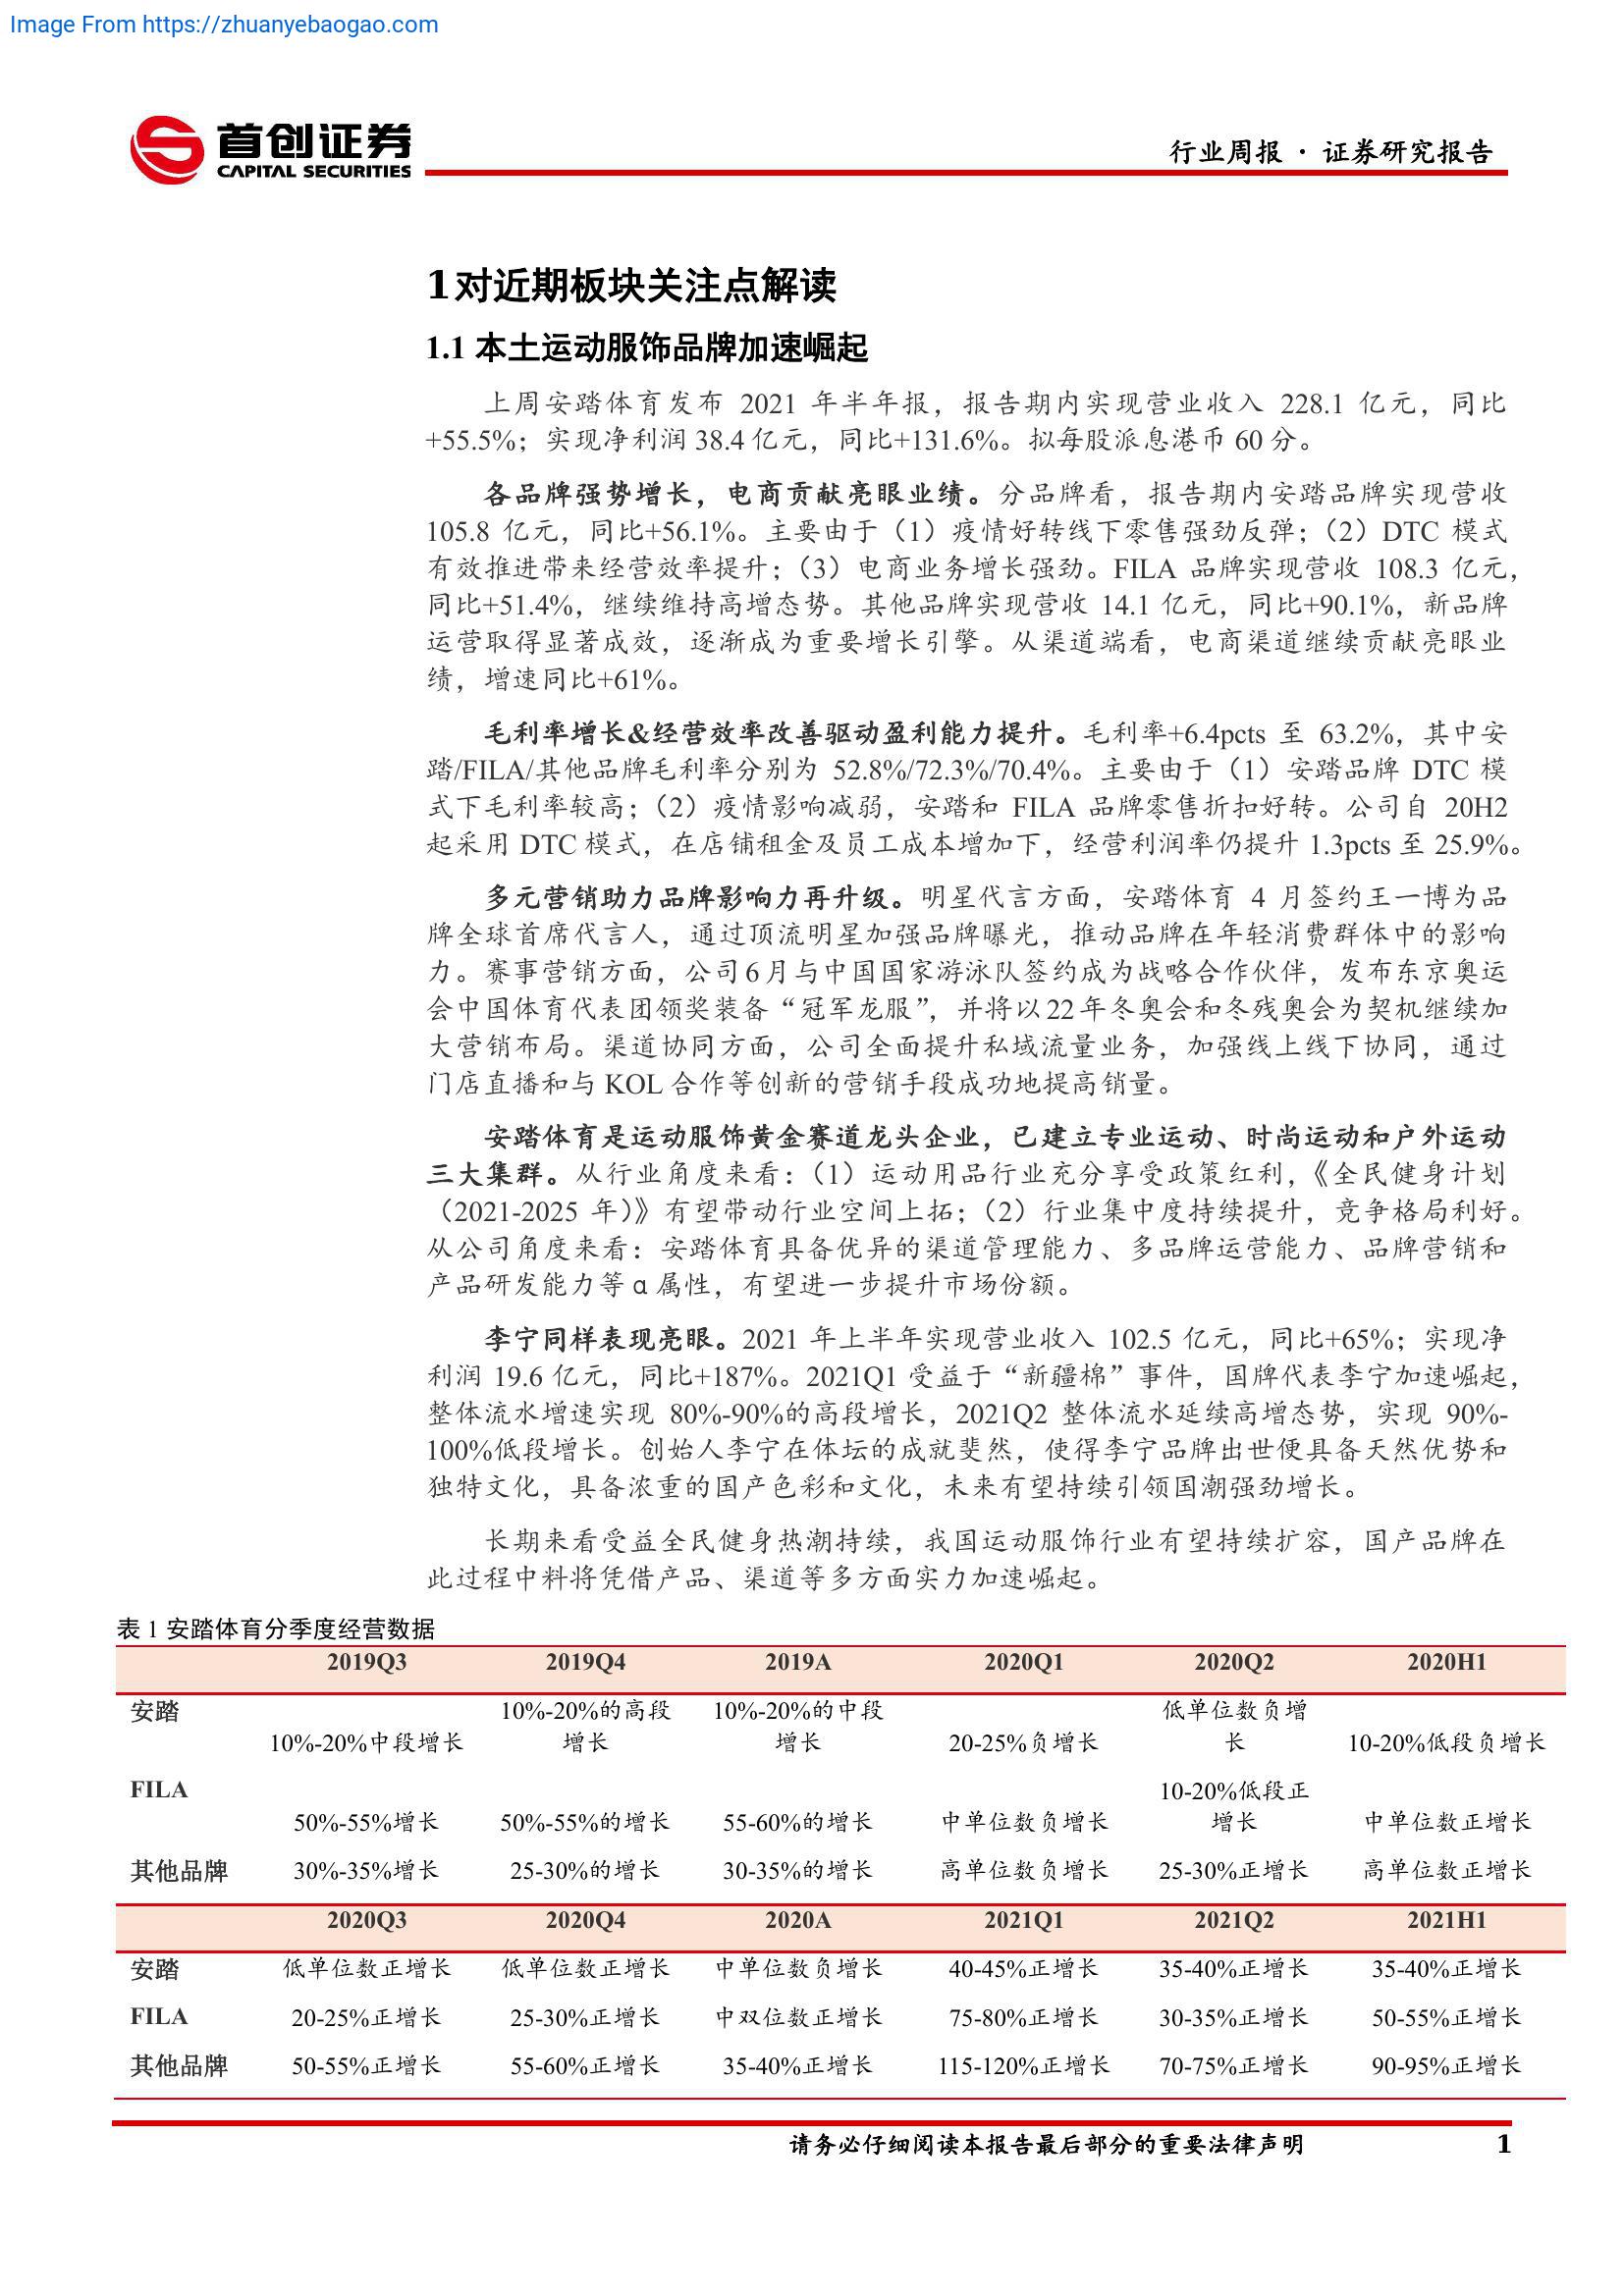 Image From https://zhuanyebaogao.com
首创证券
CAPITAL SECURITIES
行业周报 · 证券研究报告
1对近期板块关注点解读
1.1 本土运动服饰品牌加速崛起
上周安踏体育发布 2021 年半年报，报告期内实现营业收入 228.1 亿元，同比
+55.5%；实现净利润 38.4 亿元，同比+131.6%。拟每股派息港币 60 分。
各品牌强势增长，电商贡献亮眼业绩。分品牌看，报告期内安踏品牌实现营收
105.8 亿元，同比+56.1%。主要由于（1）疫情好转线下零售强劲反弹；（2）DTC 模式
有效推进带来经营效率提升；（3）电商业务增长强劲。FILA 品牌实现营收 108.3 亿元，
同比+51.4%，继续维持高增态势。其他品牌实现营收 14.1 亿元，同比+90.1%，新品牌
运营取得显著成效，逐渐成为重要增长引擎。从渠道端看，电商渠道继续贡献亮眼业
绩，增速同比+61%。
毛利率增长&经营效率改善驱动盈利能力提升。毛利率+6.4pcts 至 63.2%，其中安
踏/FILA/其他品牌毛利率分别为 52.8%/72.3%/70.4%。主要由于（1）安踏品牌 DTC 模
式下毛利率较高；（2）疫情影响减弱，安踏和 FILA 品牌零售折扣好转。公司自 20H2
起采用 DTC 模式，在店铺租金及员工成本增加下，经营利润率仍提升 1.3pcts 至 25.9%。
多元营销助力品牌影响力再升级。明星代言方面，安踏体育 4 月签约王一博为品
牌全球首席代言人，通过顶流明星加强品牌曝光，推动品牌在年轻消费群体中的影响
力。赛事营销方面，公司 6 月与中国国家游泳队签约成为战略合作伙伴，发布东京奥运
会中国体育代表团领奖装备“冠军龙服”，并将以 22 年冬奥会和冬残奥会为契机继续加
大营销布局。渠道协同方面，公司全面提升私域流量业务，加强线上线下协同，通过
门店直播和与 KOL 合作等创新的营销手段成功地提高销量。
安踏体育是运动服饰黄金赛道龙头企业，已建立专业运动、时尚运动和户外运动
三大集群。从行业角度来看：（1）运动用品行业充分享受政策红利，《全民健身计划
（2021-2025 年）》有望带动行业空间上拓；（2）行业集中度持续提升，竞争格局利好。
从公司角度来看：安踏体育具备优异的渠道管理能力、多品牌运营能力、品牌营销和
产品研发能力等 α 属性，有望进一步提升市场份额。
李宁同样表现亮眼。2021 年上半年实现营业收入 102.5 亿元，同比+65%；实现净
利润 19.6 亿元，同比+187%。2021Q1 受益于“新疆棉”事件，国牌代表李宁加速崛起，
整体流水增速实现 80%-90%的高段增长，2021Q2 整体流水延续高增态势，实现 90%-
100%低段增长。创始人李宁在体坛的成就斐然，使得李宁品牌出世便具备天然优势和
独特文化，具备浓重的国产色彩和文化，未来有望持续引领国潮强劲增长。
长期来看受益全民健身热潮持续，我国运动服饰行业有望持续扩容，国产品牌在
此过程中料将凭借产品、渠道等多方面实力加速崛起。
表 1 安踏体育分季度经营数据
2019Q3 2019Q4 2019A 2020Q1 2020Q2 2020H1
安踏 10%-20%的高段 10%-20%的中段 低单位数负增
10%-20%中段增长 增长 增长 20-25%负增长 长 10-20%低段负增长
FILA 10-20%低段正
50%-55%增长 50%-55%的增长 55-60%的增长 中单位数负增长 增长 中单位数正增长
其他品牌 30%-35%增长 25-30%的增长 30-35%的增长 高单位数负增长 25-30%正增长 高单位数正增长
2020Q3 2020Q4 2020A 2021Q1 2021Q2 2021H1
安踏 低单位数正增长 低单位数正增长 中单位数负增长 40-45%正增长 35-40%正增长 35-40%正增长
FILA 20-25%正增长 25-30%正增长 中双位数正增长 75-80%正增长 30-35%正增长 50-55%正增长
其他品牌 50-55%正增长 55-60%正增长 35-40%正增长 115-120%正增长 70-75%正增长 90-95%正增长
请务必仔细阅读本报告最后部分的重要法律声明 1